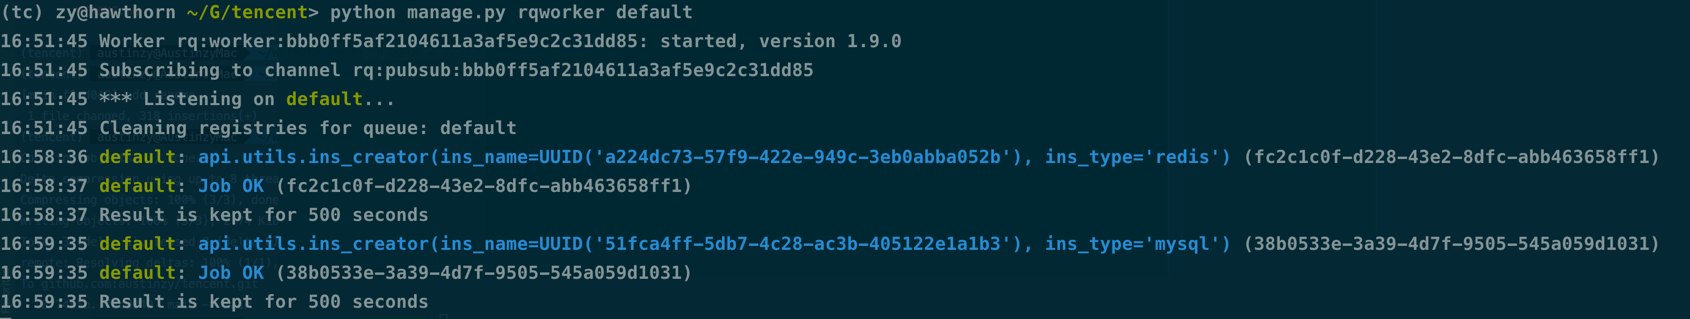 (tc) zy@hawthorn ~/G/tencent> python manage.py rqworker default
16:51:45 Worker rq:worker:bbb0ff5af2104611a3af5e9c2c31dd85: started, version 1.9.0
16:51:45 Subscribing to channel rq:pubsub:bbb0ff5af2104611a3af5e9c2c31dd85
16:51:45 *** Listening on default...
16:51:45 Cleaning registries for queue: default
16:58:36 default: api.utils.ins_creator(ins_name=UUID('a224dc73-57f9-422e-949c-3eb0abba052b'), ins_type='redis') (fc2c1c0f-d228-43e2-8dfc-abb463658ff1)
16:58:37 default: Job OK (fc2c1c0f-d228-43e2-8dfc-abb463658ff1)
16:58:37 Result is kept for 500 seconds
16:59:35 default: api.utils.ins_creator(ins_name=UUID('51fca4ff-5db7-4c28-ac3b-405122e1a1b3'), ins_type='mysql') (38b0533e-3a39-4d7f-9505-545a059d1031)
16:59:35 default: Job OK (38b0533e-3a39-4d7f-9505-545a059d1031)
16:59:35 Result is kept for 500 seconds